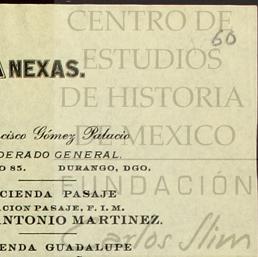 CENTRO DE
ESTUDIOS
DE HISTORIA
DE MEXICO
FUNDACIÓN
Carlos Slim
60
ANEXAS.
cisco Gómez Palacio
DERADO GENERAL.
O 85. DURANGO, DGO.
CIENDA PASAJE
ACION PASAJE, F. I. M.
ANTONIO MARTINEZ.
ENDA GUADALUPE